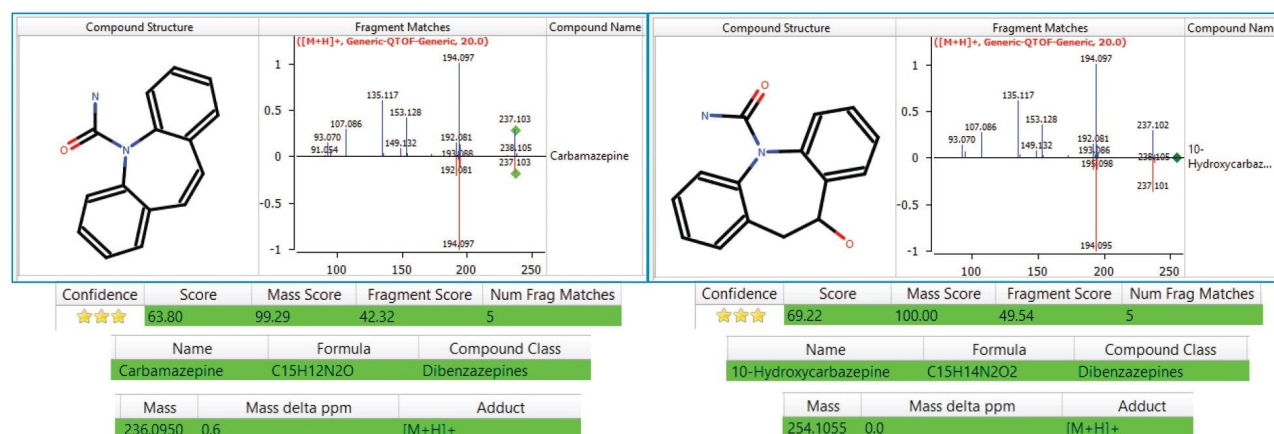 Compound Structure Fragment Matches Compound Name
([M+H]+, Generic-QTOF-Generic, 20.0)
1
0.5
0
-0.5
-1
194.097
135.117
153.128
107.086
93.070
91.054
149.132
192.081
193.088
192.081
237.103
238.105
237.103
194.097
100 150 200 250
N
O
N
Carbamazepine
Confidence Score Mass Score Fragment Score Num Frag Matches
63.80 99.29 42.32 5
Name Formula Compound Class
Carbamazepine C15H12N2O Dibenzazepines
Mass Mass delta ppm Adduct
236.0950 0.6 [M+H]+
Compound Structure Fragment Matches Compound Nam
([M+H]+, Generic-QTOF-Generic, 20.0)
1
0.5
0
-0.5
-1
194.097
135.117
153.128
107.086
93.070
149.132
192.081
193.086
195.098
237.102
238.105
237.101
194.095
100 150 200 250
N
O
N
O
10-
Hydroxycarbaz...
Confidence Score Mass Score Fragment Score Num Frag Matches
69.22 100.00 49.54 5
Name Formula Compound Class
10-Hydroxycarbazepine C15H14N2O2 Dibenzazepines
Mass Mass delta ppm Adduct
254.1055 0.0 [M+H]+